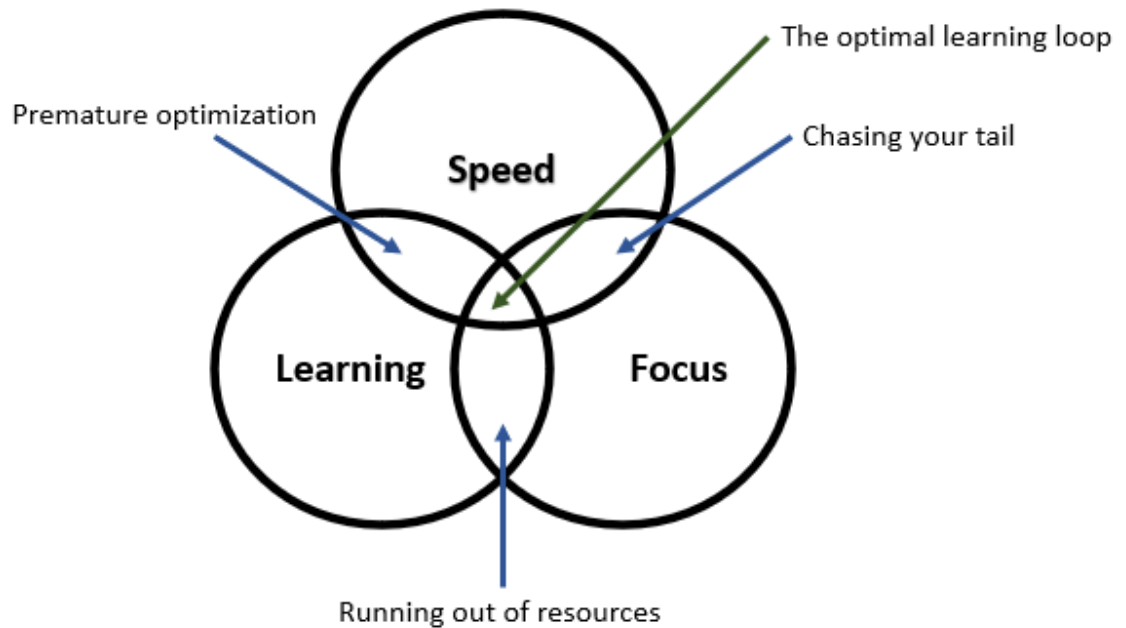 The optimal learning loop
Premature optimization
Chasing your tail
Speed
Learning
Focus
Running out of resources